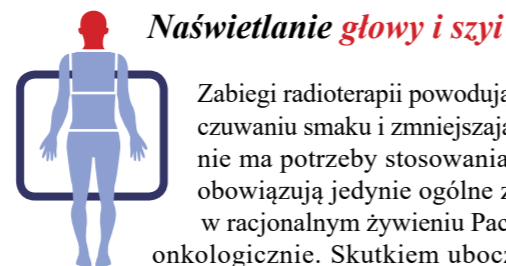 Naświetlanie głowy i szyi
Zabiegi radioterapii powodują
czuwaniu smaku i zmniejszają
nie ma potrzeby stosowania
obowiązują jedynie ogólne z
w racjonalnym żywieniu Pac
onkologicznie. Skutkiem ubocz